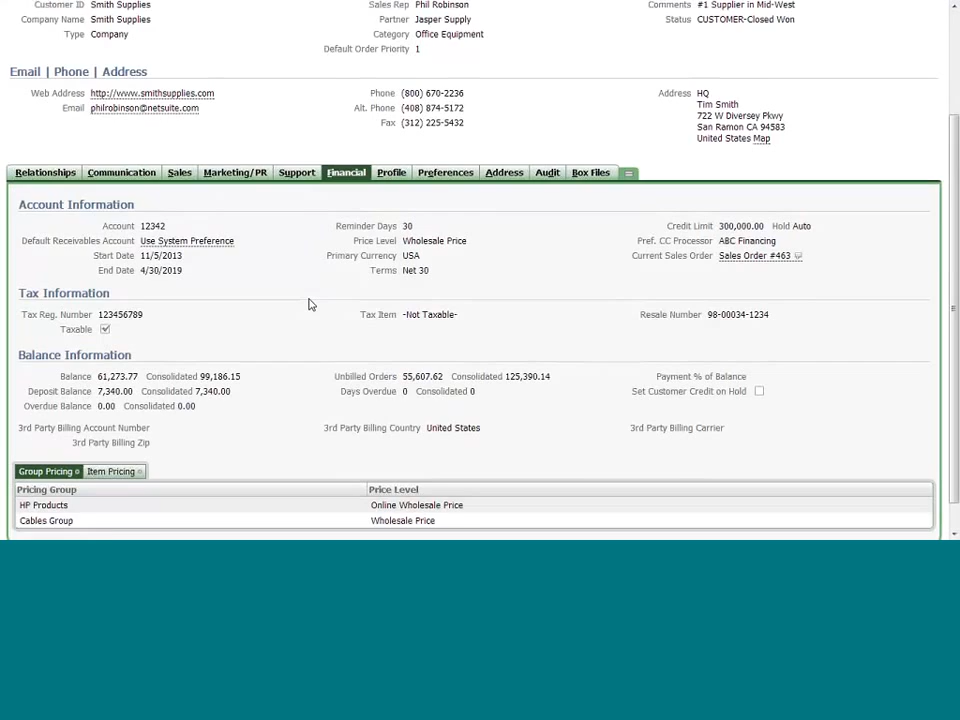 Customer ID Smith Supplies Sales Rep Phil Robinson Comments #1 Supplier in Mid-West
Company Name Smith Supplies Partner Jasper Supply Status CUSTOMER-Closed Won
Type Company Category Office Equipment
Default Order Priority 1
Email | Phone | Address
Web Address http://www.smithsupplies.com Phone (800) 670-2236 Address HQ
Tim Smith
Email philrobinson@netsuite.com Alt. Phone (408) 874-5172 722 W Diversey Pkwy
Fax (312) 225-5432 San Ramon CA 94583
United States Map
Relationships Communication Sales Marketing/PR Support Financial Profile Preferences Address Audit Box Files
Account Information
Account 12342 Reminder Days 30 Credit Limit 300,000.00 Hold Auto
Default Receivables Account Use System Preference Price Level Wholesale Price Pref. CC Processor ABC Financing
Start Date 11/5/2013 Primary Currency USA Current Sales Order Sales Order #463
End Date 4/30/2019 Terms Net 30
Tax Information
Tax Reg. Number 123456789 Tax Item -Not Taxable- Resale Number 98-00034-1234
Taxable
Balance Information
Balance 61,273.77 Consolidated 99,186.15 Unbilled Orders 55,607.62 Consolidated 125,390.14 Payment % of Balance
Deposit Balance 7,340.00 Consolidated 7,340.00 Days Overdue 0 Consolidated 0 Set Customer Credit on Hold
Overdue Balance 0.00 Consolidated 0.00
3rd Party Billing Account Number 3rd Party Billing Country United States 3rd Party Billing Carrier
3rd Party Billing Zip
Group Pricing Item Pricing
Pricing Group Price Level
HP Products Online Wholesale Price
Cables Group Wholesale Price